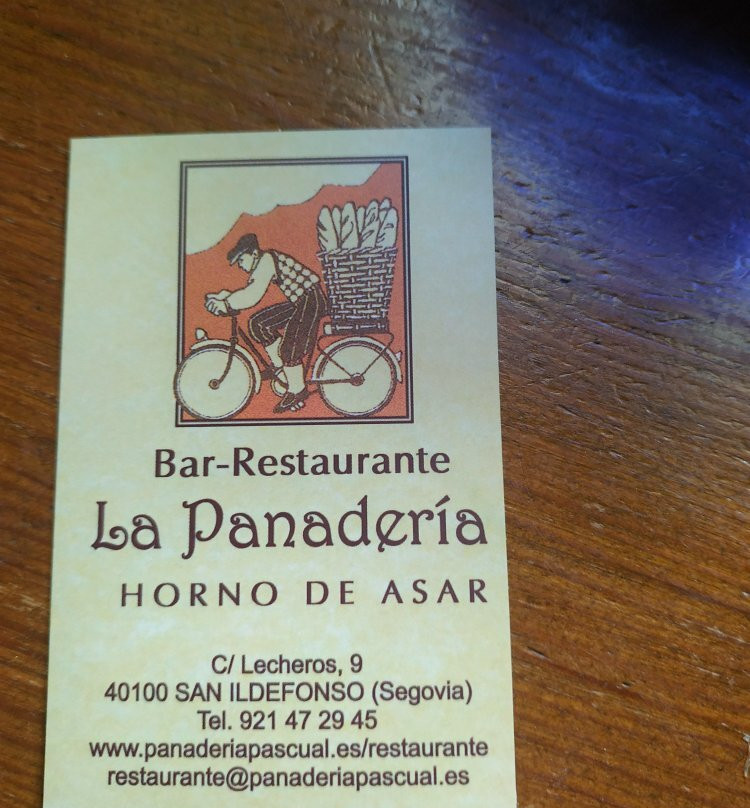 Bar-Restaurante
La Panadería
HORNO DE ASAR
C/ Lecheros, 9
40100 SAN ILDEFONSO (Segovia)
Tel. 921 47 29 45
www.panaderiapascual.es/restaurante
restaurante@panaderiapascual.es